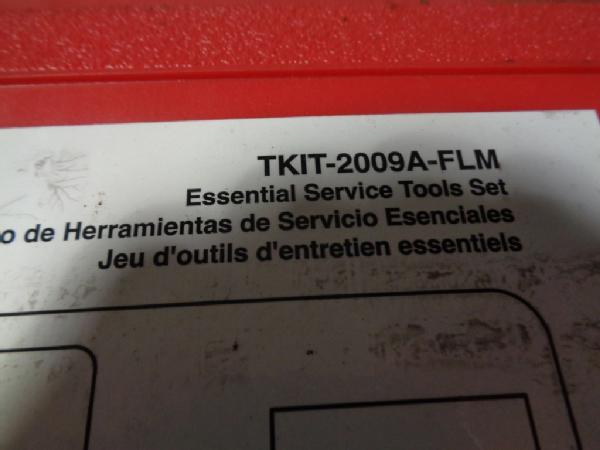 TKIT-2009A-FLM
Essential Service Tools Set
de Herramientas de Servicio Esenciales
Jeu d'outils d'entretien essentiels